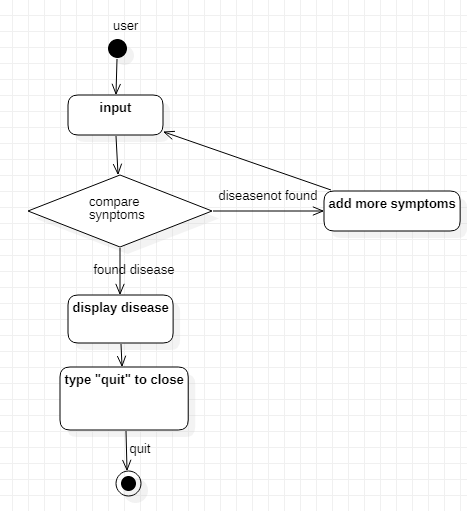 user
input
compare
synptoms
diseasenot found
add more symptoms
found disease
display disease
type "quit" to close
quit